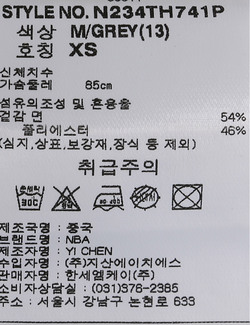 STYLE NO. N234TH741P
색상 M/GREY(13)
호칭 XS
신체치수
가슴둘레 85cm
섬유의조성 및 혼용율
겉감 면 54%
폴리에스터 46%
(심지,상표,보강재,장식 등 제외)
취급주의
제조국명 : 중국
브랜드명 : NBA
제조자명 : YI CHEN
수입자명 : (주)지산에이치에스
판매자명 : 한세엠케이(주)
소비자상담실 : (031)376-2385
주소 : 서울시 강남구 논현로 633